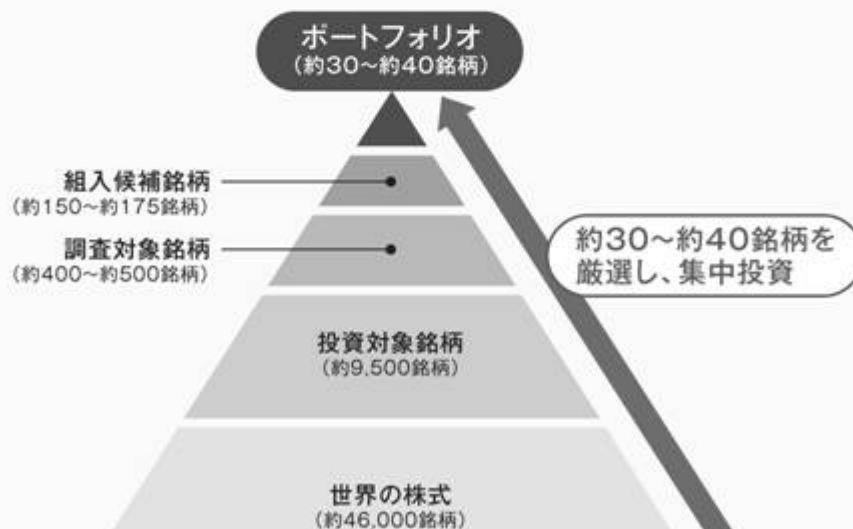 ポートフォリオ
(約30〜約40銘柄)
組入候補銘柄
(約150〜約175銘柄)
調査対象銘柄
(約400〜約500銘柄)
約30〜約40銘柄を
厳選し、集中投資
投資対象銘柄
(約9,500銘柄)
世界の株式
(約46,000銘柄)